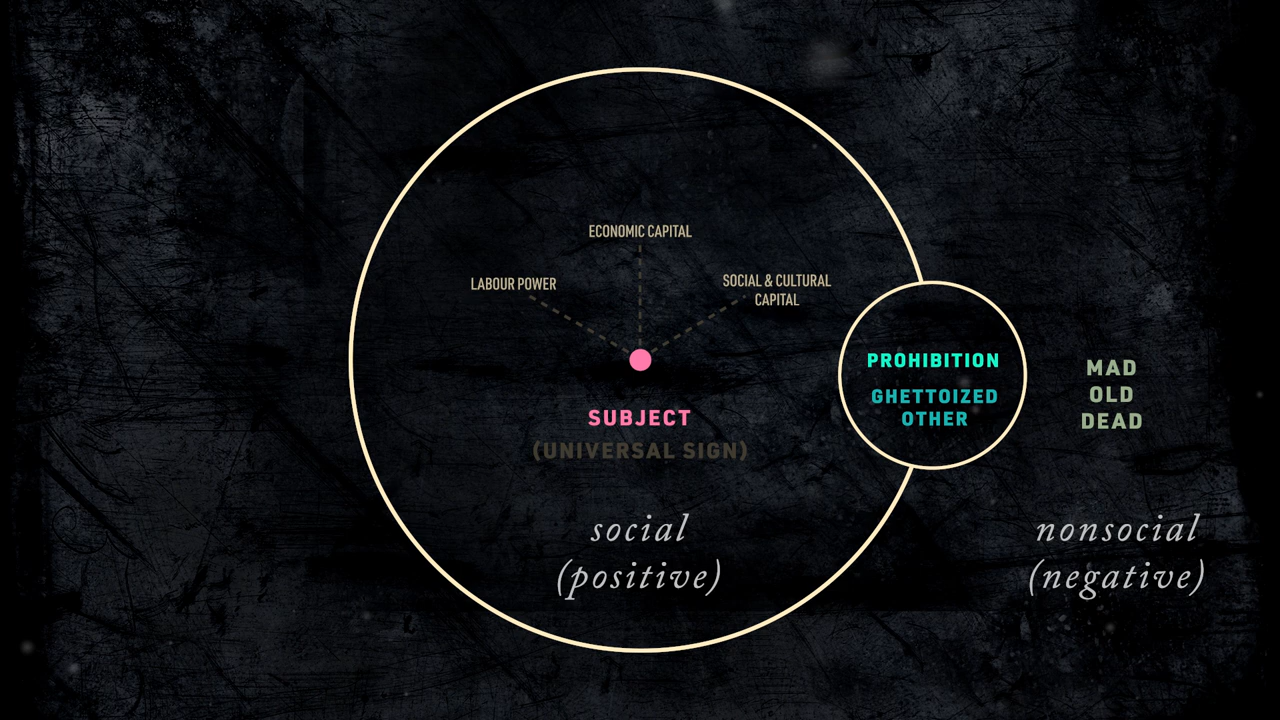 ECONOMIC CAPITAL
LABOUR POWER
SOCIAL & CULTURAL
CAPITAL
SUBJECT
(UNIVERSAL SIGN)
PROHIBITION
GHETTOIZED
OTHER
MAD
OLD
DEAD
social
(positive)
nonsocial
(negative)